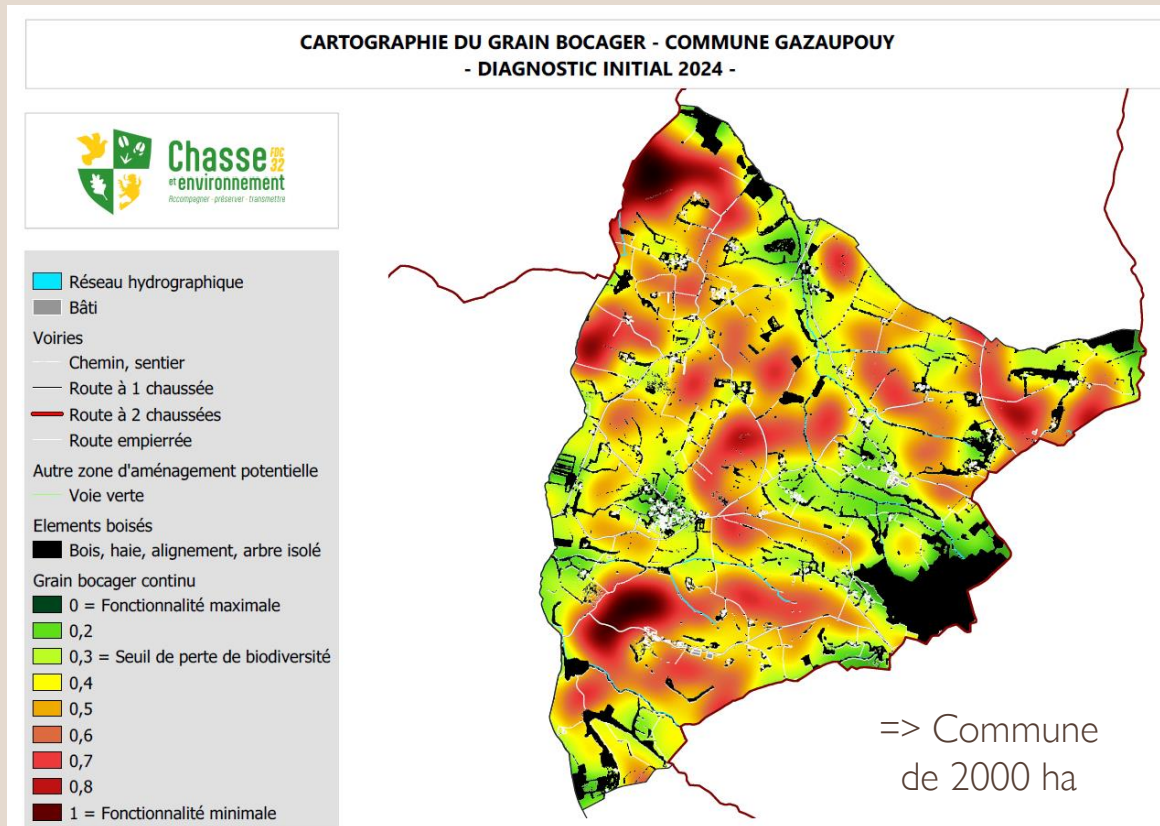 CARTOGRAPHIE DU GRAIN BOCAGER - COMMUNE GAZAUPOUY
- DIAGNOSTIC INITIAL 2024 -
Chasse FDC 32
et environnement
Accompagner · préserver · transmettre
Réseau hydrographique
Bâti
Voiries
Chemin, sentier
Route à 1 chaussée
Route à 2 chaussées
Route empierrée
Autre zone d'aménagement potentielle
Voie verte
Elements boisés
Bois, haie, alignement, arbre isolé
Grain bocager continu
0 = Fonctionnalité maximale
0,2
0,3 = Seuil de perte de biodiversité
0,4
0,5
0,6
0,7
0,8
1 = Fonctionnalité minimale
=> Commune
de 2000 ha